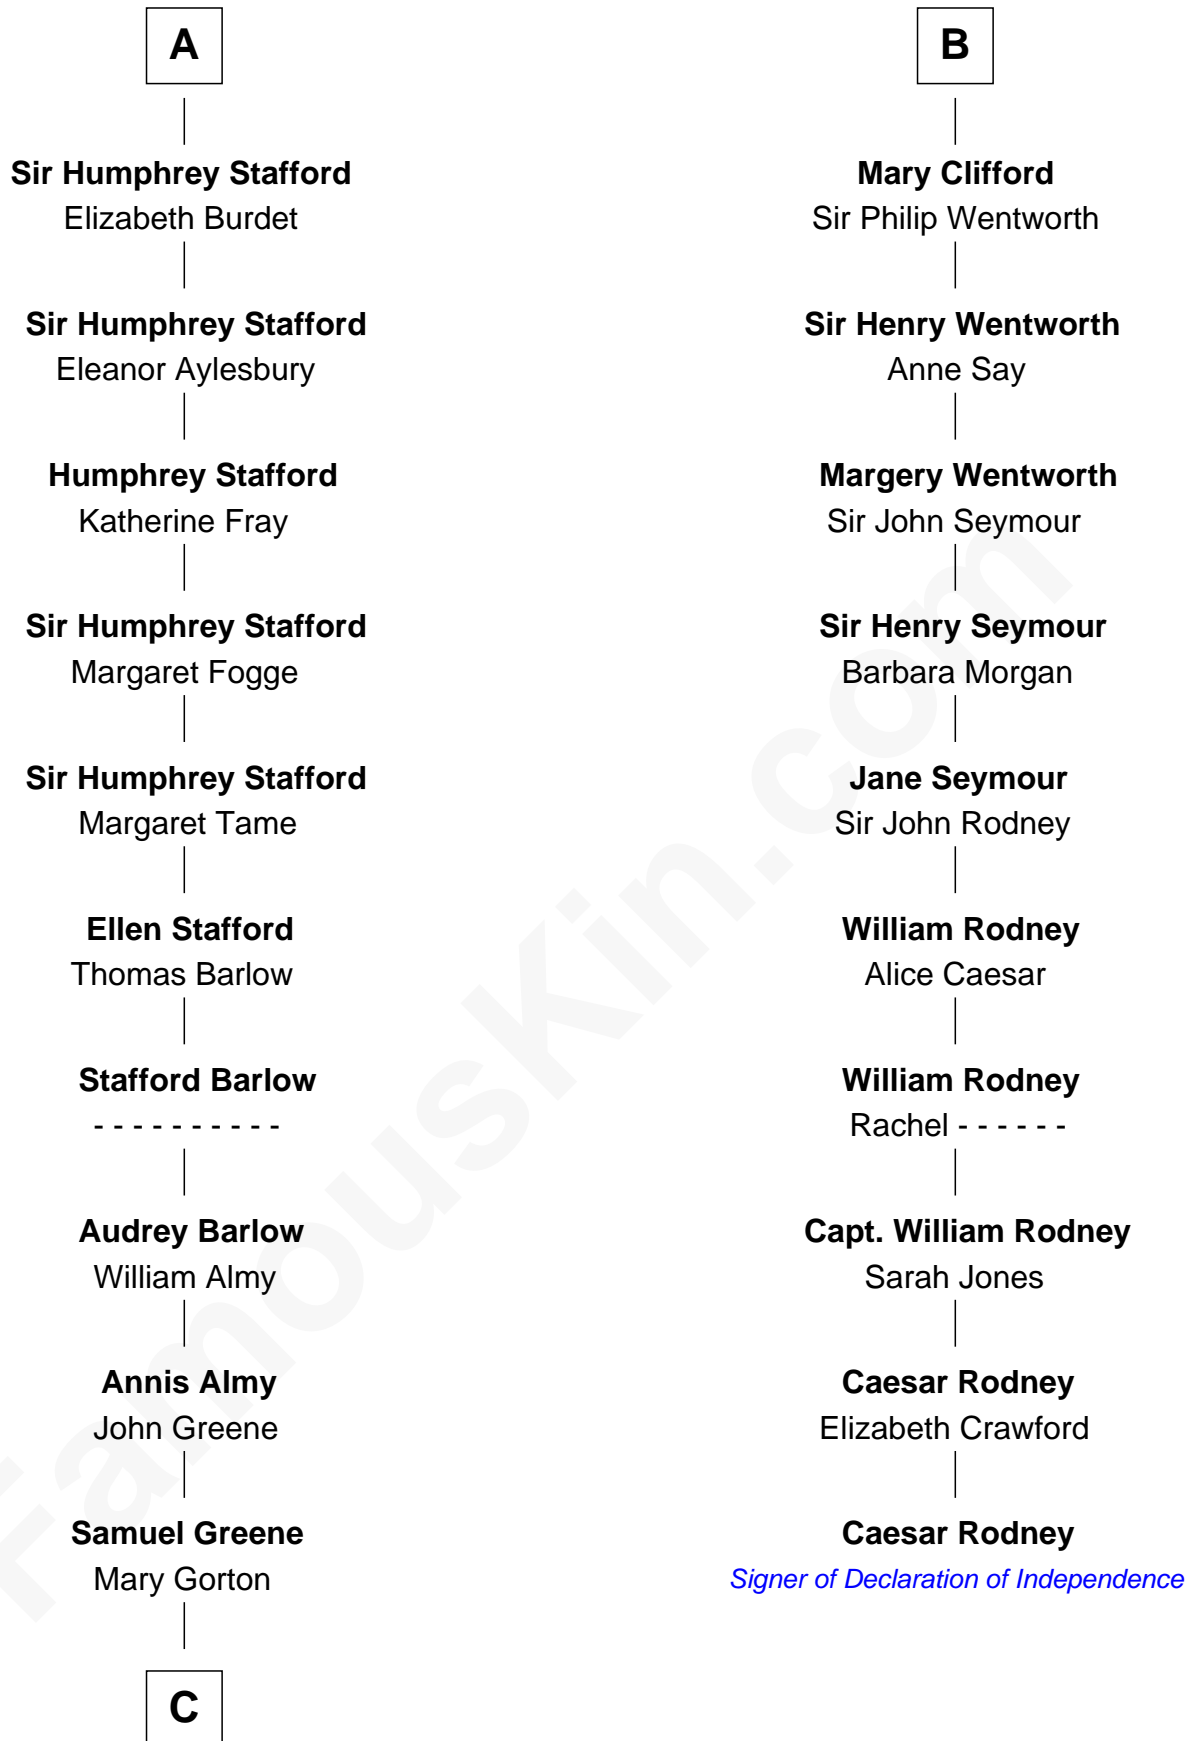 A
Sir Humphrey Stafford
Elizabeth Burdet
Sir Humphrey Stafford
Eleanor Aylesbury
Humphrey Stafford
Katherine Fray
Sir Humphrey Stafford
Margaret Fogge
Sir Humphrey Stafford
Margaret Tame
Ellen Stafford
Thomas Barlow
Stafford Barlow
- - - - - - - - - -
Audrey Barlow
William Almy
Annis Almy
John Greene
Samuel Greene
Mary Gorton
C
B
Mary Clifford
Sir Philip Wentworth
Sir Henry Wentworth
Anne Say
Margery Wentworth
Sir John Seymour
Sir Henry Seymour
Barbara Morgan
Jane Seymour
Sir John Rodney
William Rodney
Alice Caesar
William Rodney
Rachel - - - - - -
Capt. William Rodney
Sarah Jones
Caesar Rodney
Elizabeth Crawford
Caesar Rodney
Signer of Declaration of Independence
FamousKin.com